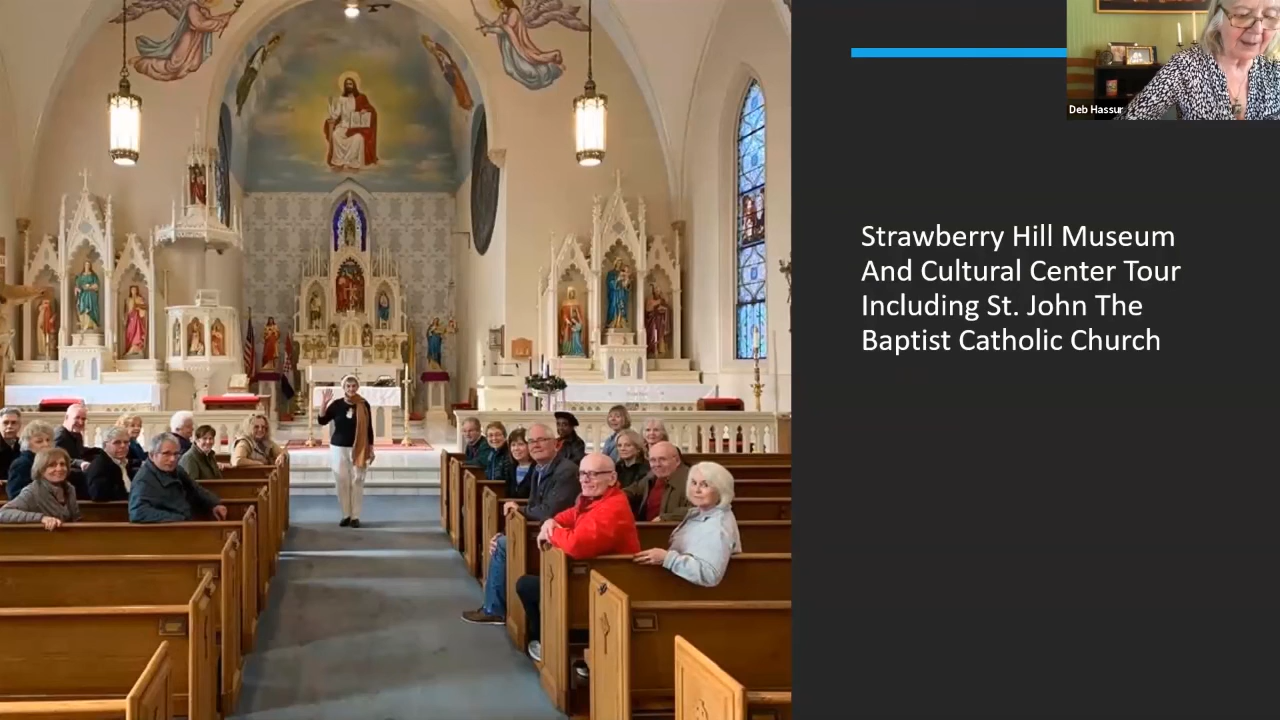 Deb Hassur
Strawberry Hill Museum
And Cultural Center Tour
Including St. John The
Baptist Catholic Church